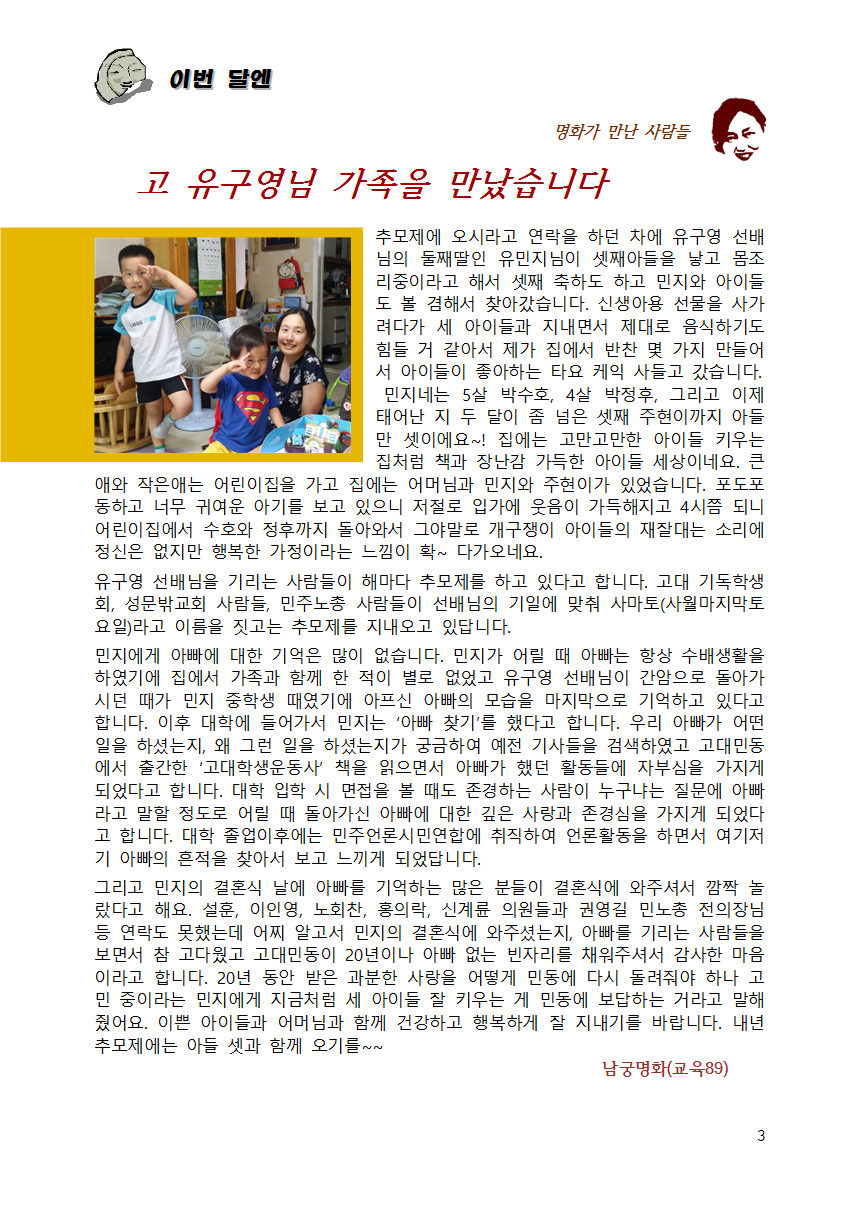 이번 달엔
명화가 만난 사람들
고 유구영님 가족을 만났습니다
추모제에 오시라고 연락을 하던 차에 유구영 선배
님의 둘째딸인 유민지님이 셋째아들을 낳고 몸조
리중이라고 해서 셋째 축하도 하고 민지와 아이들
도 볼 겸해서 찾아갔습니다. 신생아용 선물을 사가
려다가 세 아이들과 지내면서 제대로 음식하기도
힘들 거 같아서 제가 집에서 반찬 몇 가지 만들어
서 아이들이 좋아하는 타요 케익 사들고 갔습니다.
민지네는 5살 박수호, 4살 박정후, 그리고 이제
태어난 지 두 달이 좀 넘은 셋째 주현이까지 아들
만 셋이에요~! 집에는 고만고만한 아이들 키우는
집처럼 책과 장난감 가득한 아이들 세상이네요. 큰
애와 작은애는 어린이집을 가고 집에는 어머님과 민지와 주현이가 있었습니다. 포도포
동하고 너무 귀여운 아기를 보고 있으니 저절로 입가에 웃음이 가득해지고 4시쯤 되니
어린이집에서 수호와 정후까지 돌아와서 그야말로 개구쟁이 아이들의 재잘대는 소리에
정신은 없지만 행복한 가정이라는 느낌이 확~ 다가오네요.
유구영 선배님을 기리는 사람들이 해마다 추모제를 하고 있다고 합니다. 고대 기독학생
회, 성문밖교회 사람들, 민주노총 사람들이 선배님의 기일에 맞춰 사마토(사월마지막토
요일)라고 이름을 짓고는 추모제를 지내오고 있답니다.
민지에게 아빠에 대한 기억은 많이 없습니다. 민지가 어릴 때 아빠는 항상 수배생활을
하였기에 집에서 가족과 함께 한 적이 별로 없었고 유구영 선배님이 간암으로 돌아가
시던 때가 민지 중학생 때였기에 아프신 아빠의 모습을 마지막으로 기억하고 있다고
합니다. 이후 대학에 들어가서 민지는 ‘아빠 찾기’를 했다고 합니다. 우리 아빠가 어떤
일을 하셨는지, 왜 그런 일을 하셨는지가 궁금하여 예전 기사들을 검색하였고 고대민동
에서 출간한 ‘고대학생운동사’ 책을 읽으면서 아빠가 했던 활동들에 자부심을 가지게
되었다고 합니다. 대학 입학 시 면접을 볼 때도 존경하는 사람이 누구냐는 질문에 아빠
라고 말할 정도로 어릴 때 돌아가신 아빠에 대한 깊은 사랑과 존경심을 가지게 되었다
고 합니다. 대학 졸업이후에는 민주언론시민연합에 취직하여 언론활동을 하면서 여기저
기 아빠의 흔적을 찾아서 보고 느끼게 되었답니다.
그리고 민지의 결혼식 날에 아빠를 기억하는 많은 분들이 결혼식에 와주셔서 깜짝 놀
랐다고 해요. 설훈, 이인영, 노회찬, 홍의락, 신계륜 의원들과 권영길 민노총 전의장님
등 연락도 못했는데 어찌 알고서 민지의 결혼식에 와주셨는지, 아빠를 기리는 사람들을
보면서 참 고다웠고 고대민동이 20년이나 아빠 없는 빈자리를 채워주셔서 감사한 마음
이라고 합니다. 20년 동안 받은 과분한 사랑을 어떻게 민동에 다시 돌려줘야 하나 고
민 중이라는 민지에게 지금처럼 세 아이들 잘 키우는 게 민동에 보답하는 거라고 말해
줬어요. 이쁜 아이들과 어머님과 함께 건강하고 행복하게 잘 지내기를 바랍니다. 내년
추모제에는 아들 셋과 함께 오기를~~
남궁명화(교육89)
3